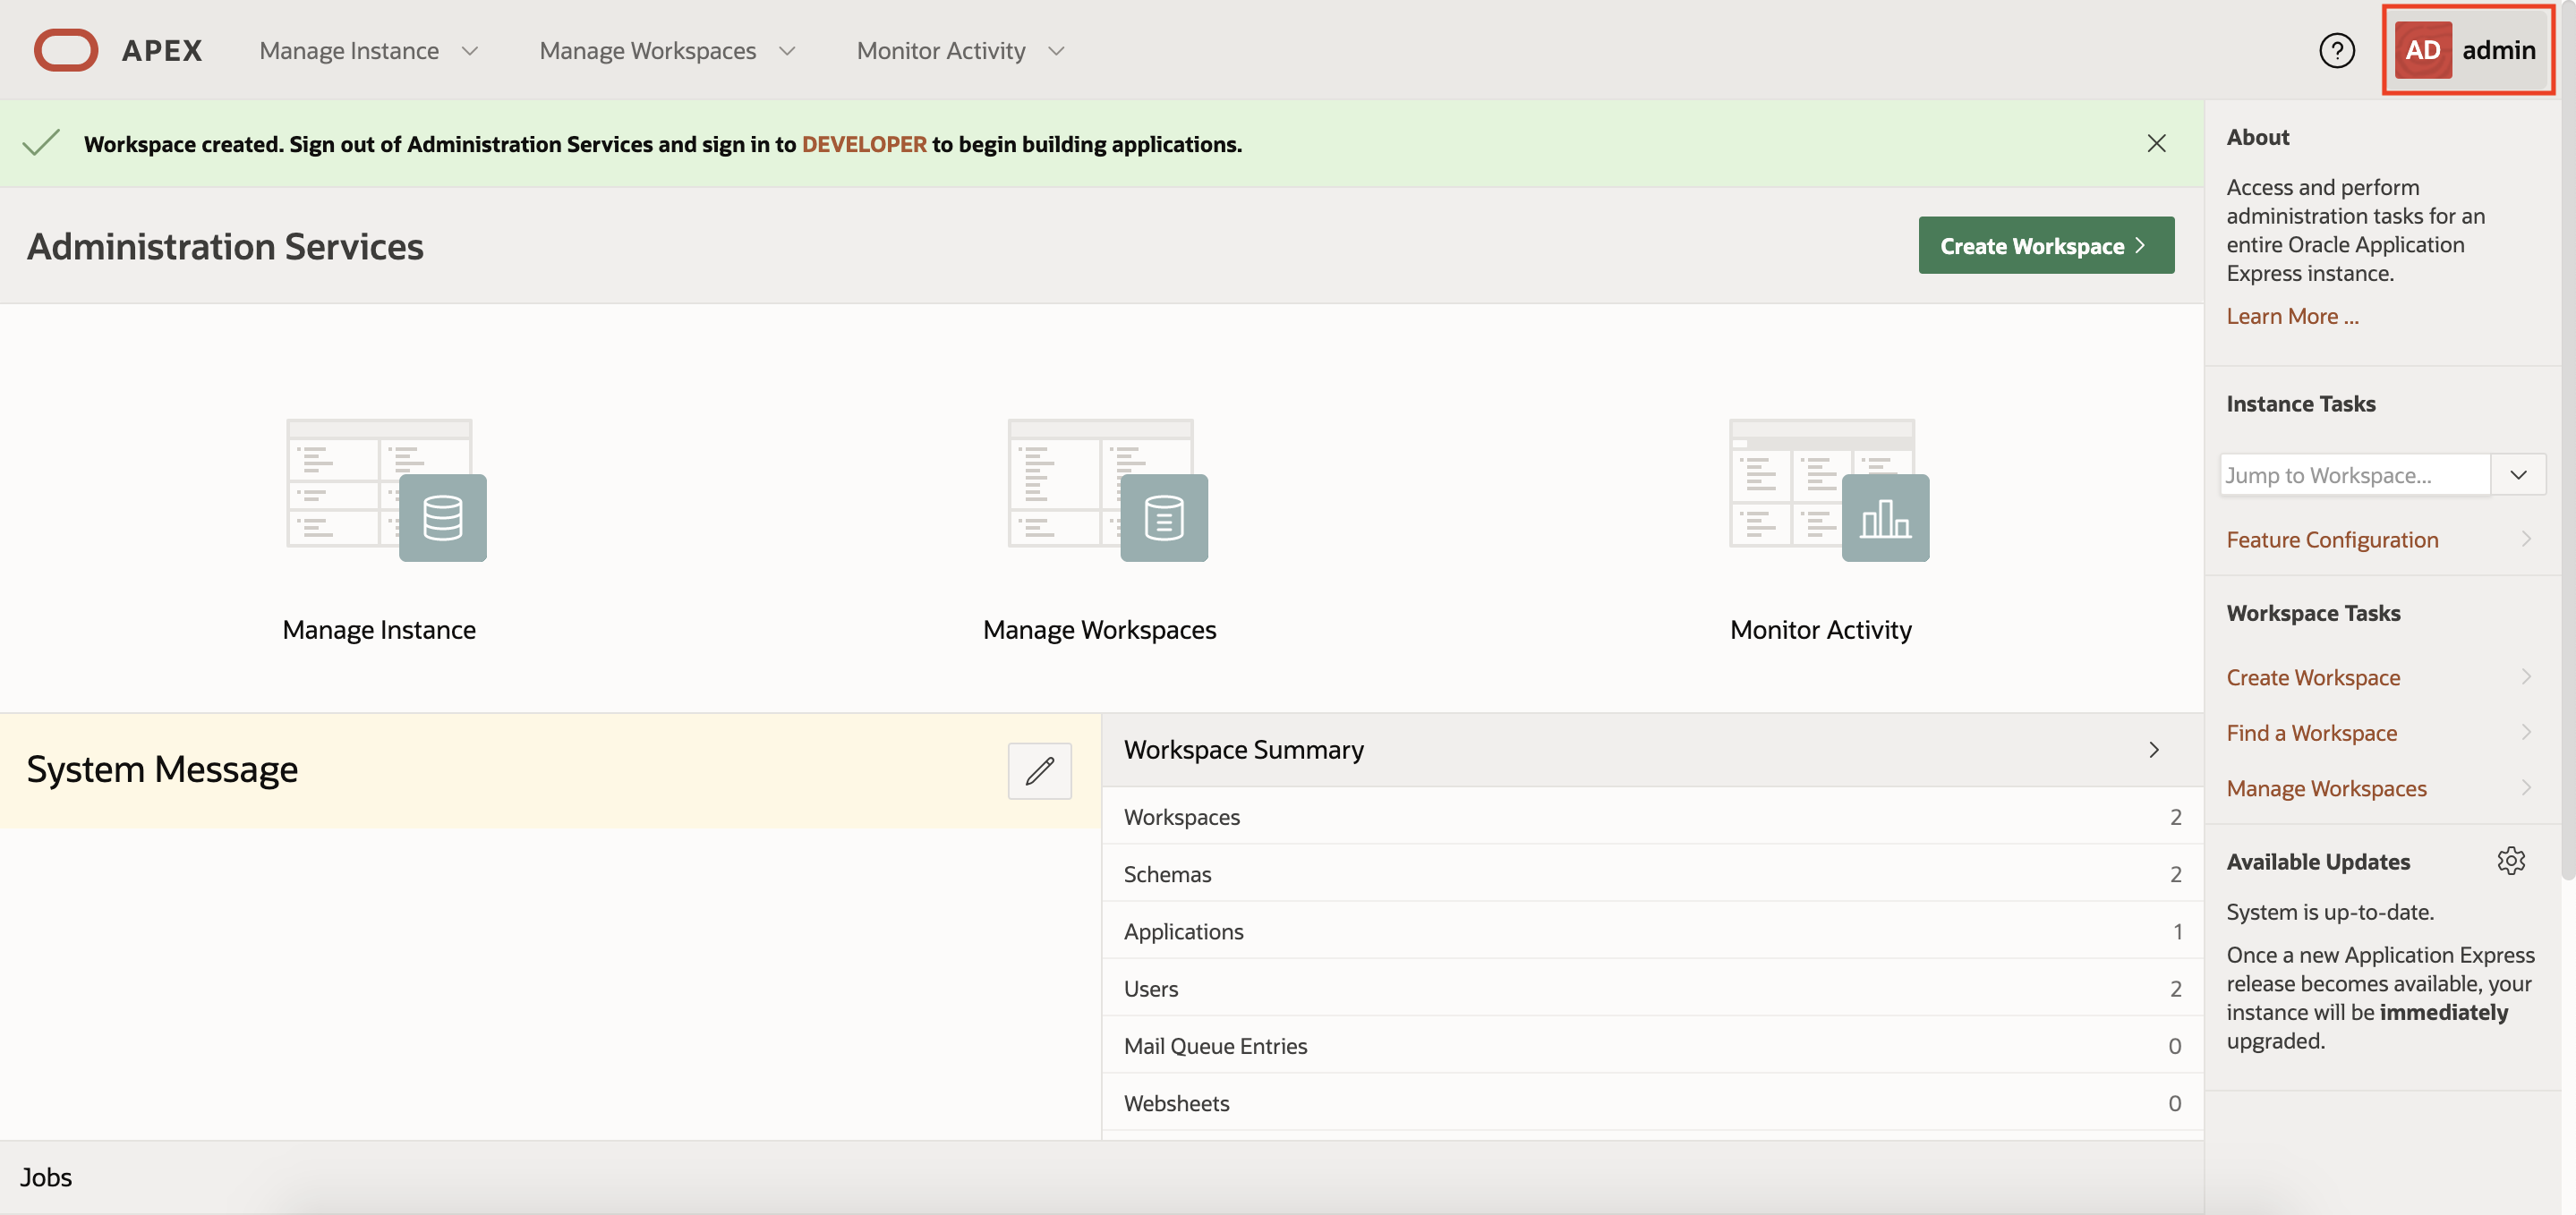 APEX
Manage Instance
Manage Workspaces
Monitor Activity
?
AD
admin
Workspace created. Sign out of Administration Services and sign in to DEVELOPER to begin building applications.
Administration Services
Create Workspace
Manage Instance
Manage Workspaces
Monitor Activity
System Message
Workspace Summary
Workspaces 2
Schemas 2
Applications 1
Users 2
Mail Queue Entries 0
Websheets 0
Jobs
About
Access and perform
administration tasks for an
entire Oracle Application
Express instance.
Learn More ...
Instance Tasks
Jump to Workspace...
Feature Configuration
Workspace Tasks
Create Workspace
Find a Workspace
Manage Workspaces
Available Updates
System is up-to-date.
Once a new Application Express
release becomes available, your
instance will be immediately
upgraded.